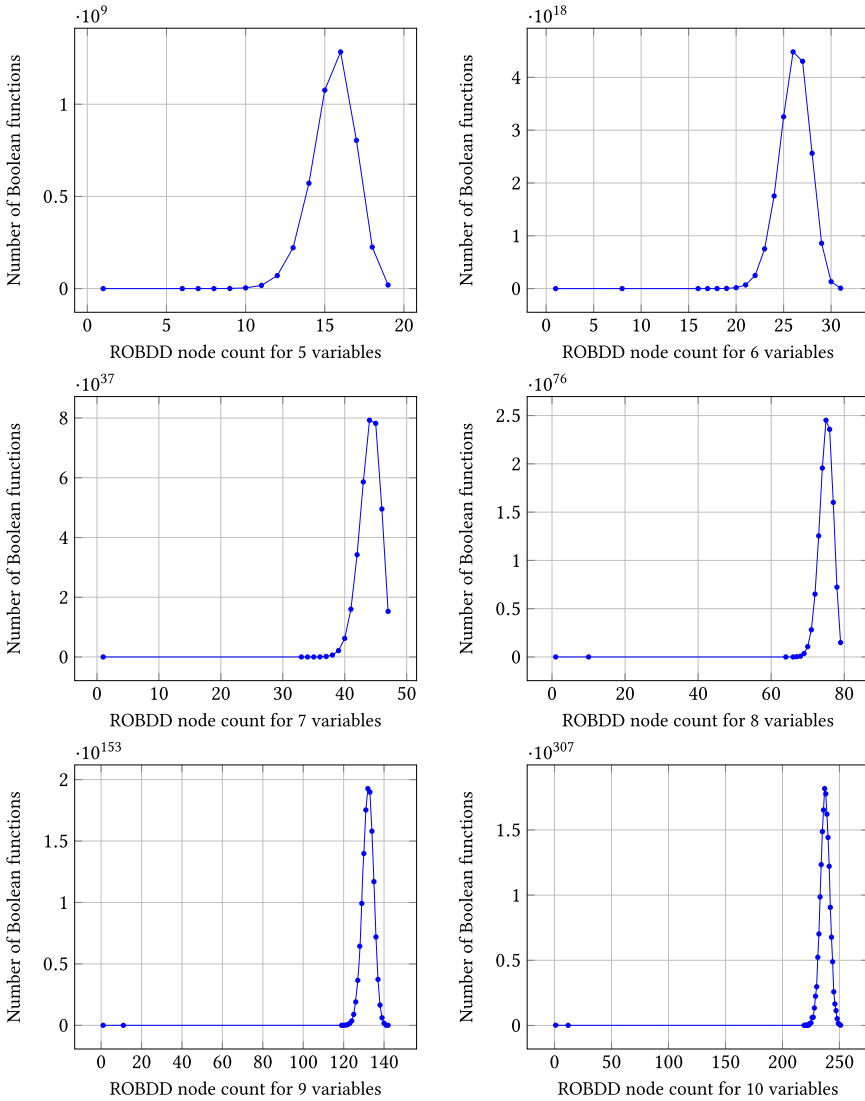 ·10^9
Number of Boolean functions
1
0.5
0
0 5 10 15 20
ROBDD node count for 5 variables
·10^18
Number of Boolean functions
4
3
2
1
0
0 5 10 15 20 25 30
ROBDD node count for 6 variables
·10^37
Number of Boolean functions
8
6
4
2
0
0 10 20 30 40 50
ROBDD node count for 7 variables
·10^76
Number of Boolean functions
2.5
2
1.5
1
0.5
0
0 20 40 60 80
ROBDD node count for 8 variables
·10^153
Number of Boolean functions
2
1.5
1
0.5
0
0 20 40 60 80 100 120 140
ROBDD node count for 9 variables
·10^307
Number of Boolean functions
1.5
1
0.5
0
0 50 100 150 200 250
ROBDD node count for 10 variables